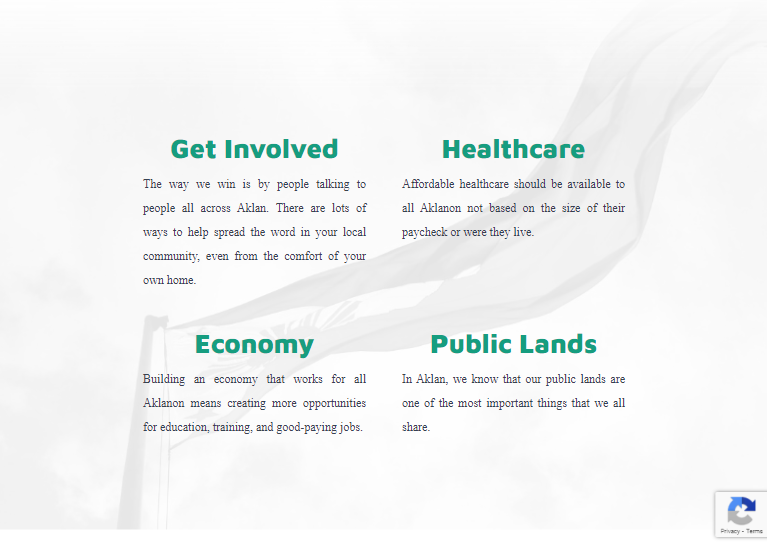 Get Involved
The way we win is by people talking to
people all across Aklan. There are lots of
ways to help spread the word in your local
community, even from the comfort of your
own home.
Healthcare
Affordable healthcare should be available to
all Aklanon not based on the size of their
paycheck or were they live.
Economy
Building an economy that works for all
Aklanon means creating more opportunities
for education, training, and good-paying jobs.
Public Lands
In Aklan, we know that our public lands are
one of the most important things that we all
share.
Privacy - Terms